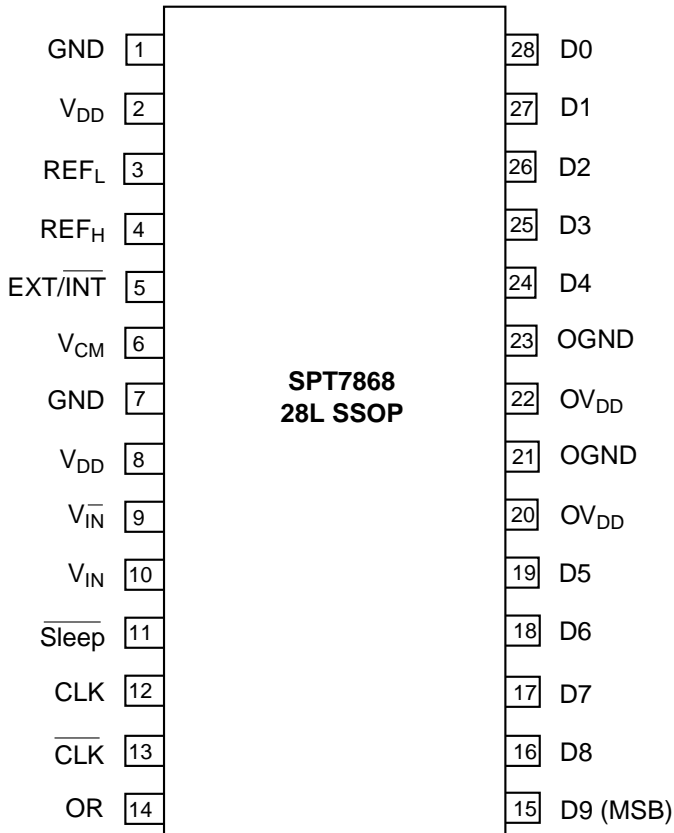 GND 1 28 D0
V_DD 2 27 D1
REF_L 3 26 D2
REF_H 4 25 D3
EXT/I̅N̅T̅ 5 24 D4
V_CM 6 23 OGND
SPT7868
28L SSOP
GND 7 22 OV_DD
V_DD 8 21 OGND
V_IN̅ 9 20 OV_DD
V_IN 10 19 D5
S̅l̅e̅e̅p̅ 11 18 D6
CLK 12 17 D7
C̅L̅K̅ 13 16 D8
OR 14 15 D9 (MSB)